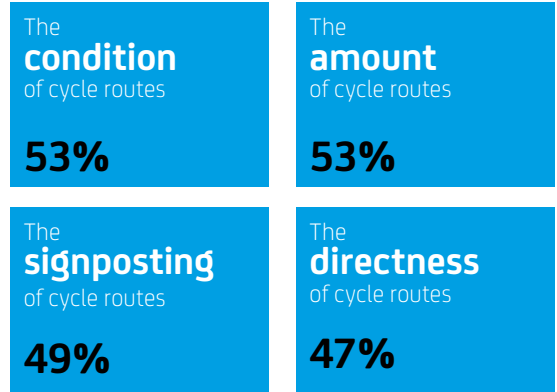 The
condition
of cycle routes
53%
The
amount
of cycle routes
53%
The
signposting
of cycle routes
49%
The
directness
of cycle routes
47%